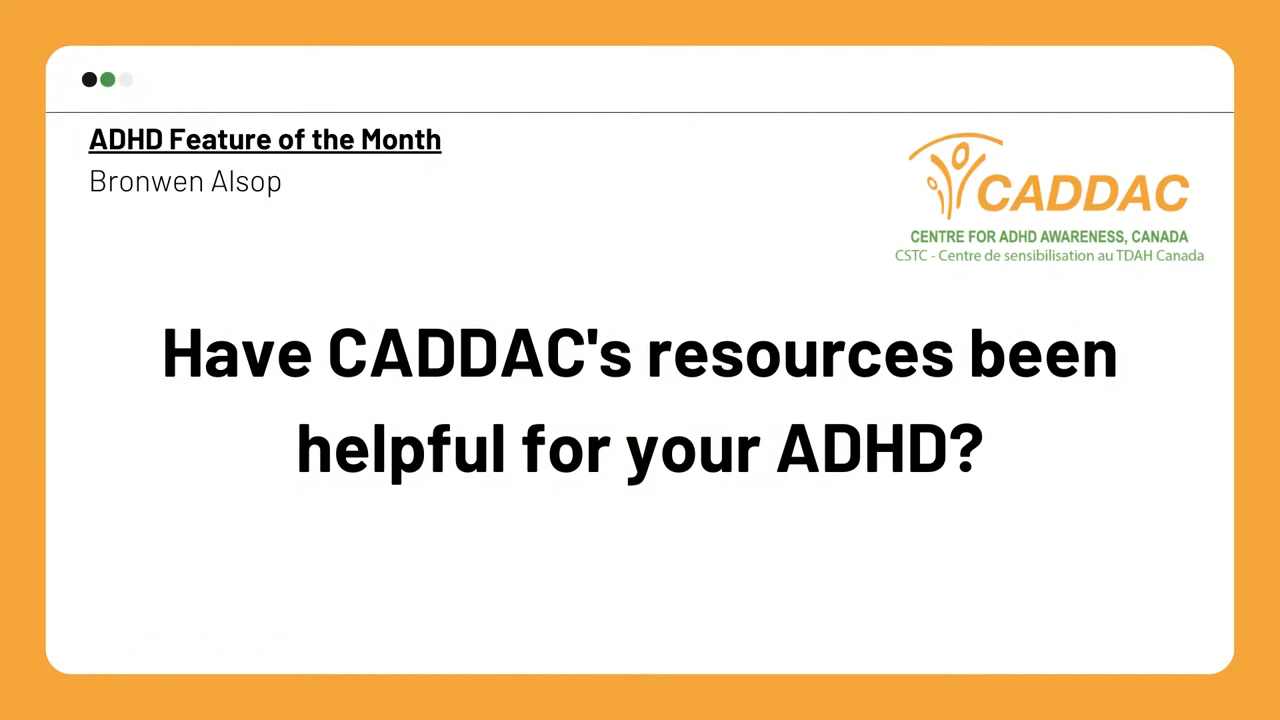 ADHD Feature of the Month
Bronwen Alsop
CADDAC
CENTRE FOR ADHD AWARENESS, CANADA
CSTC - Centre de sensibilisation au TDAH Canada
Have CADDAC's resources been
helpful for your ADHD?